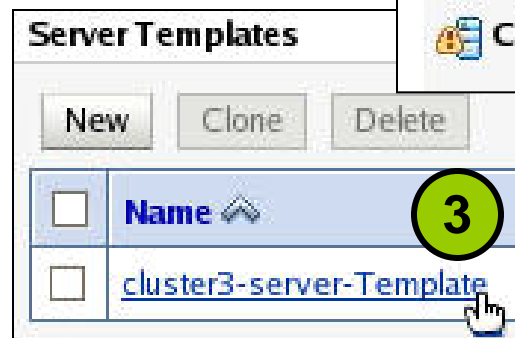 Server Templates
C
New Clone Delete
Name
3
cluster3-server-Template